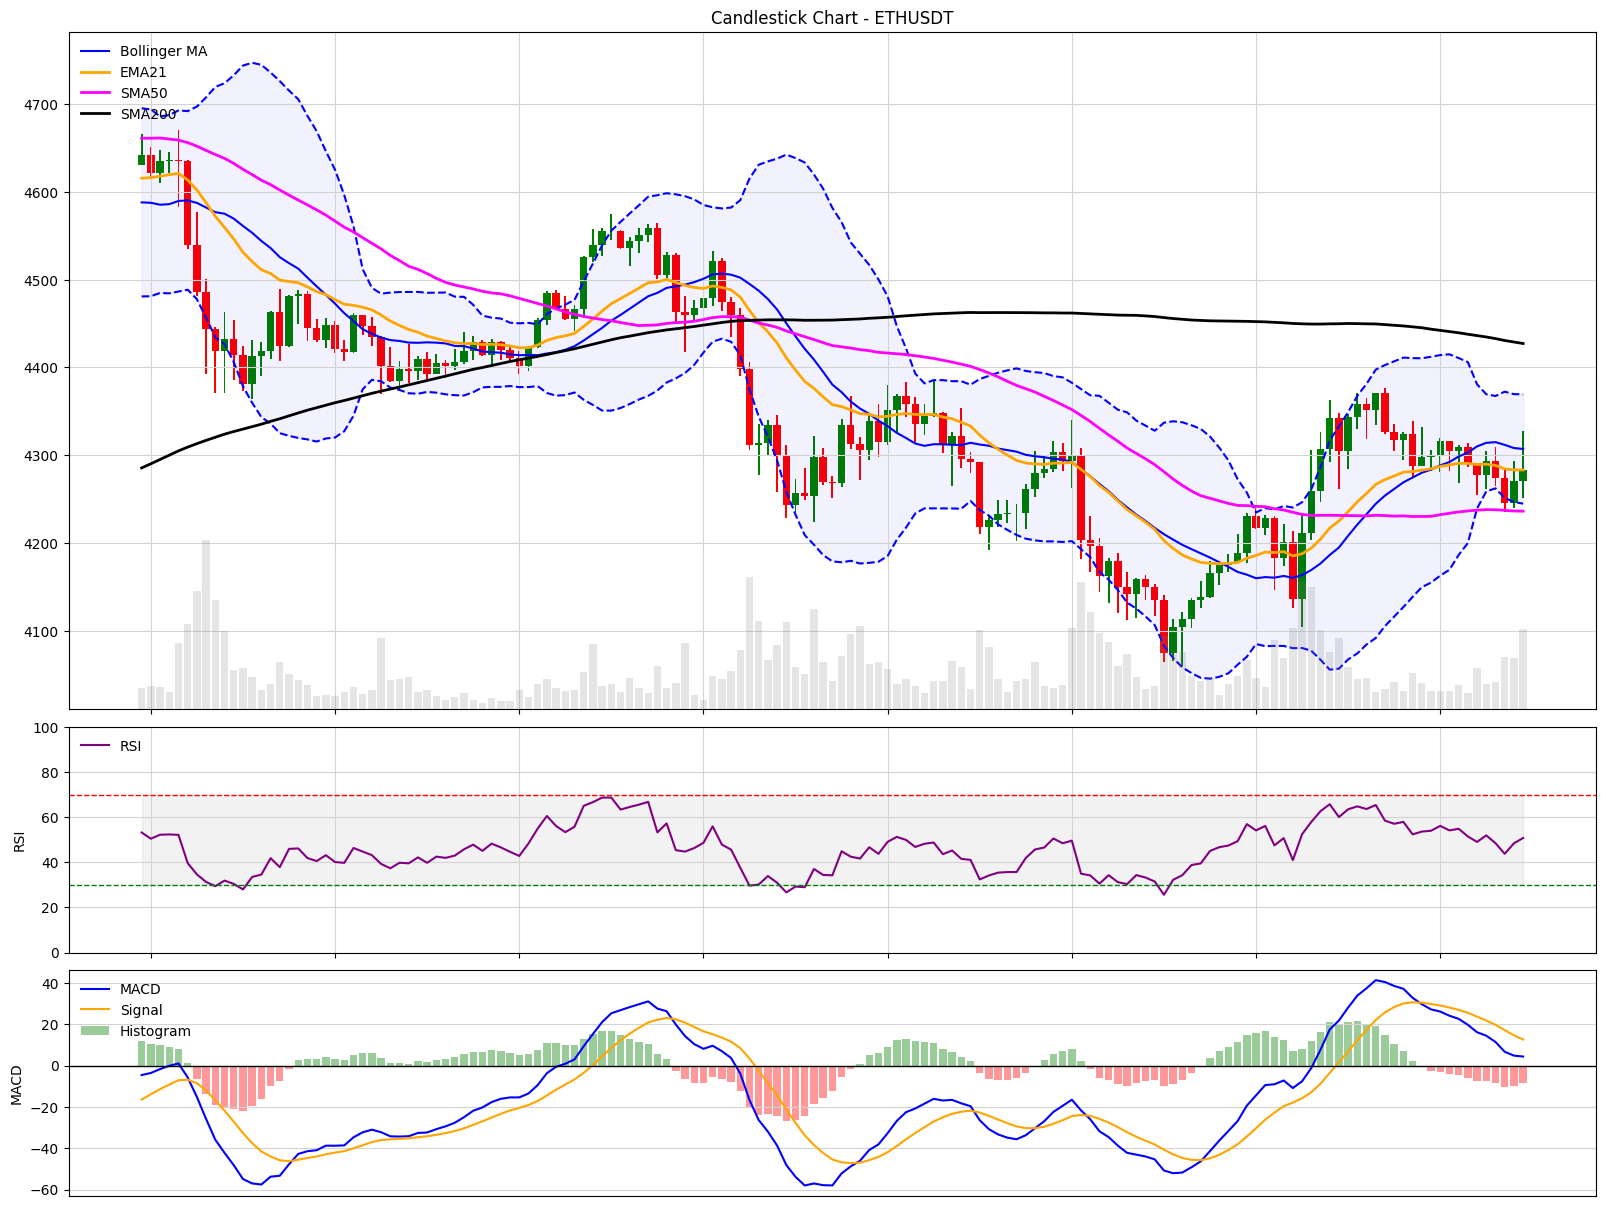 Candlestick Chart - ETHUSDT
Bollinger MA
EMA21
SMA50
SMA200
4700
4600
4500
4400
4300
4200
4100
RSI
100
80
60
40
20
0
RSI
MACD
Signal
Histogram
40
20
0
−20
−40
−60
MACD